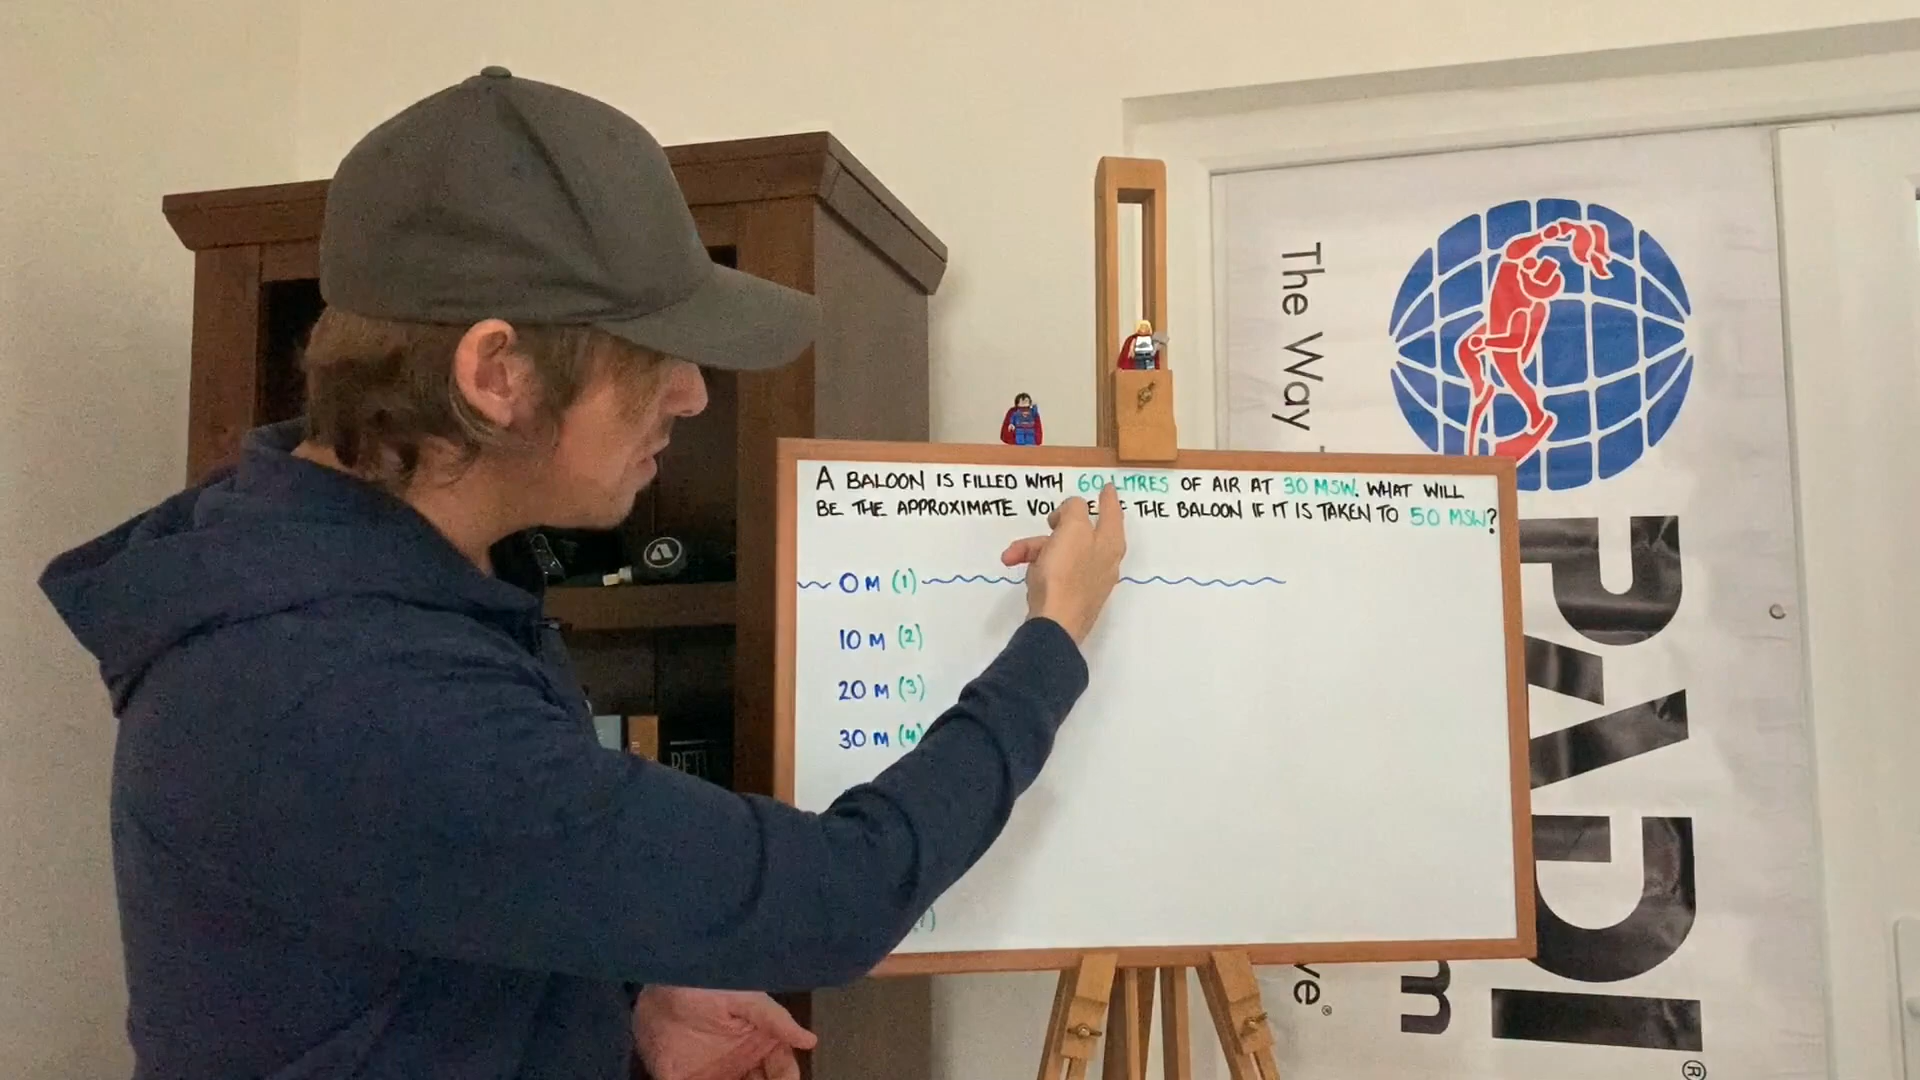 A BALOON IS FILLED WITH 60 LITRES OF AIR AT 30 MSW. WHAT WILL
BE THE APPROXIMATE THE BALOON IF IT IS TAKEN TO 50 MSW?
0 M (1)
10 M (2)
20 M (3)
30 M (4)
The Way
PADI
®